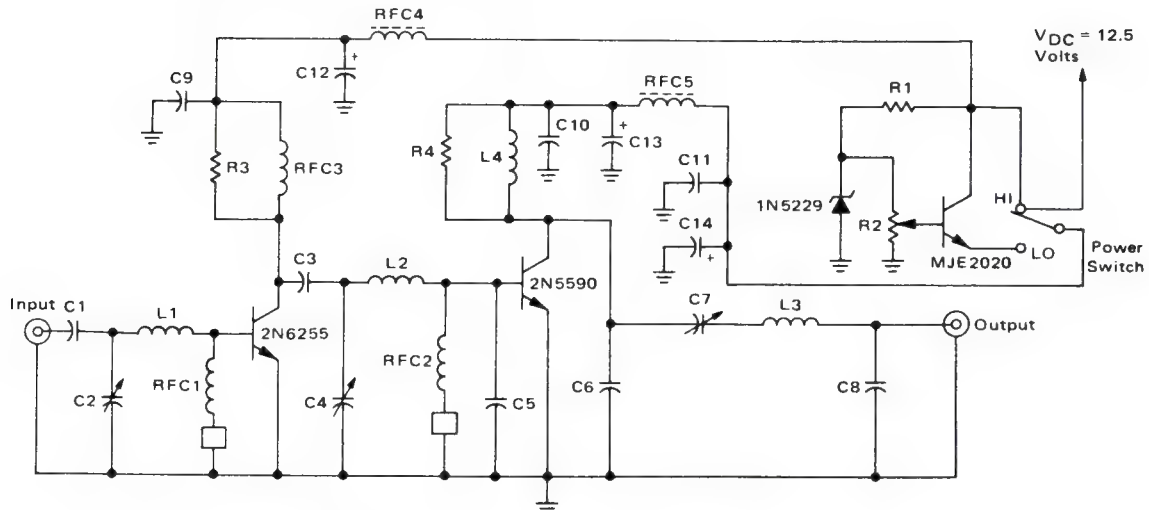 RFC4
VDC = 12.5
Volts
C9
C12
+
RFC5
R1
R3
RFC3
R4
L4
C10
+
C13
C11
1N5229
R2
HI
C14
+
MJE2020
LO
Power
Switch
C3
L2
2N5590
Input
C1
L1
2N6255
C7
L3
Output
RFC1
RFC2
C2
C4
C5
C6
C8